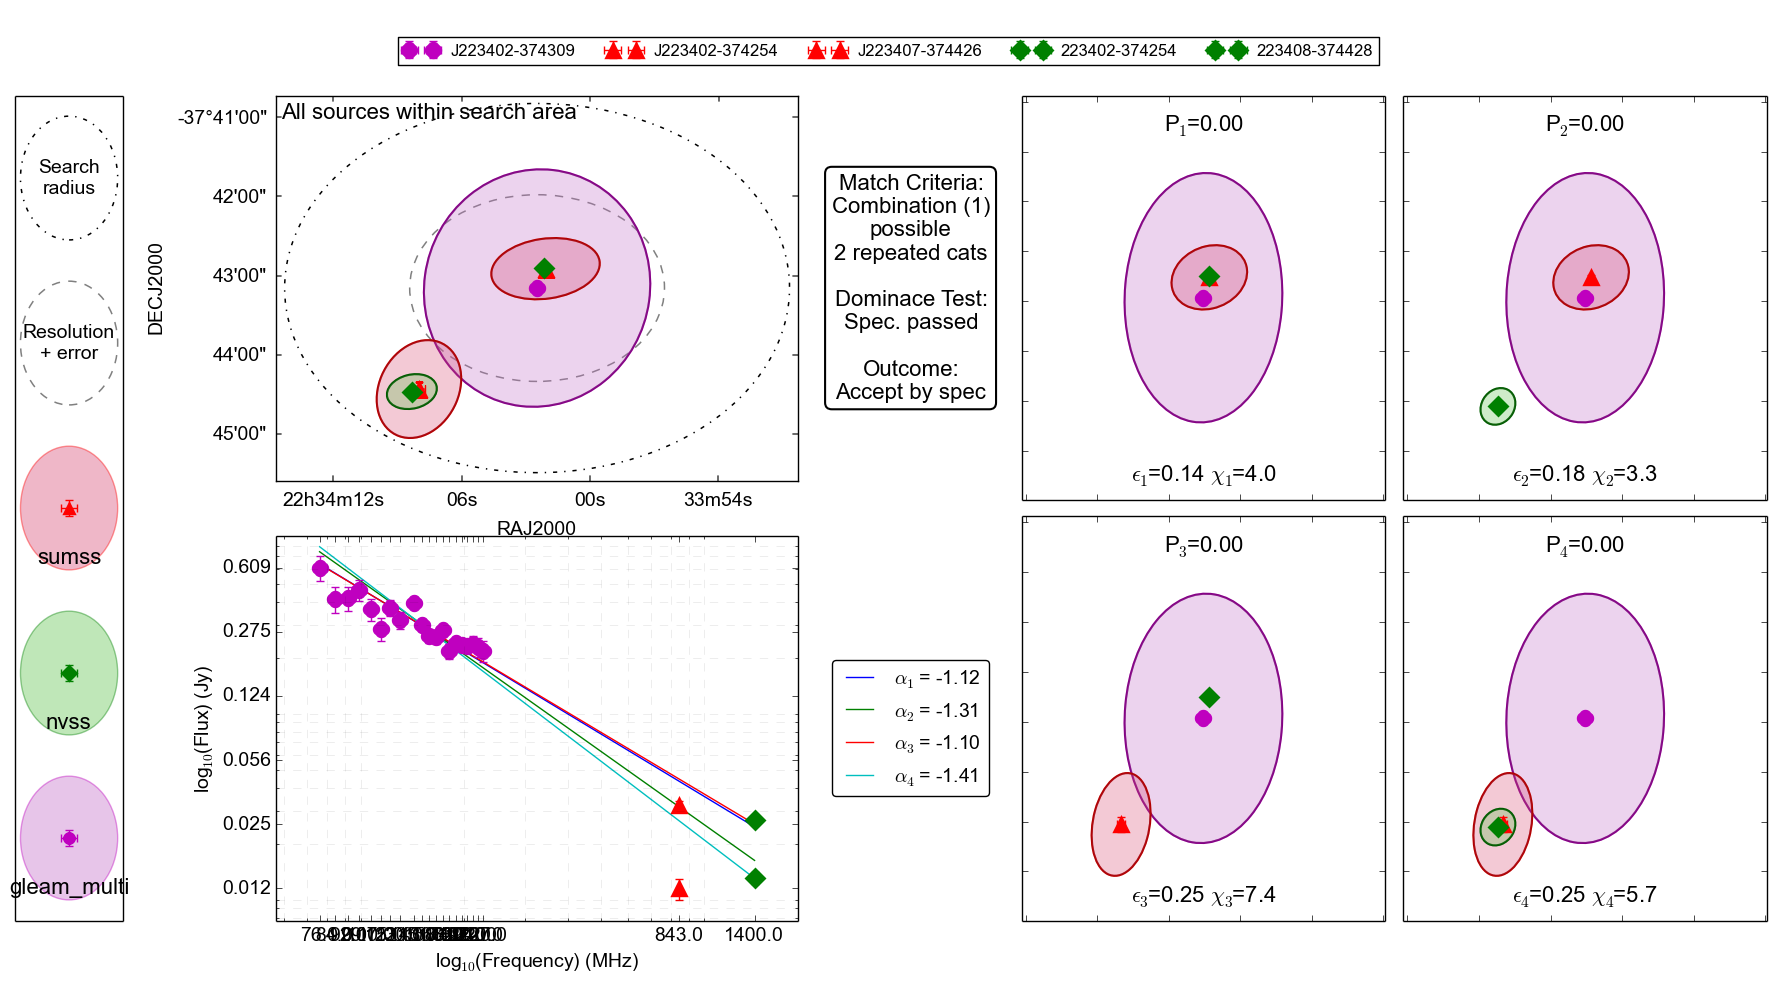 J223402-374309 J223402-374254 J223407-374426 223402-374254 223408-374428
Search
radius
Resolution
+ error
sumss
nvss
gleam_multi
All sources within search area
-37°41'00"
42'00"
43'00"
44'00"
45'00"
DECJ2000
22h34m12s 06s 00s 33m54s
RAJ2000
Match Criteria:
Combination (1)
possible
2 repeated cats
Dominace Test:
Spec. passed
Outcome:
Accept by spec
P1=0.00
ϵ1=0.14 χ1=4.0
P2=0.00
ϵ2=0.18 χ2=3.3
0.609
0.275
0.124
0.056
0.025
0.012
log10(Flux) (Jy)
843.0 1400.0
log10(Frequency) (MHz)
α1 = -1.12
α2 = -1.31
α3 = -1.10
α4 = -1.41
P3=0.00
ϵ3=0.25 χ3=7.4
P4=0.00
ϵ4=0.25 χ4=5.7